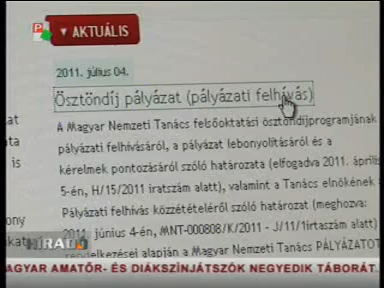 AKTUÁLIS
2011. július 04.
Ösztöndíj pályázat (pályázati felhívás)
A Magyar Nemzeti Tanács felsőoktatási ösztöndíjprogramjának
pályázati felhívásáról, a pályázat lebonyolításáról és a
kérelmek pontozásáról szóló határozata (elfogadva 2011. április
is
5-én, H/15/2011 iratszám alatt), valamint a Tanács elnökének a
Pályázati felhívás közzétételéről szóló határozat (meghozva:
2011. június 4-én, MNT-000808/K/2011 - J/11/1irtaszám alatt)
HÍRADÓ
rendelkezései alapján a Magyar Nemzeti Tanács PÁLYÁZATOT
AGYAR AMATŐR- ÉS DIÁKSZÍNJÁTSZÓK NEGYEDIK TÁBORÁT.